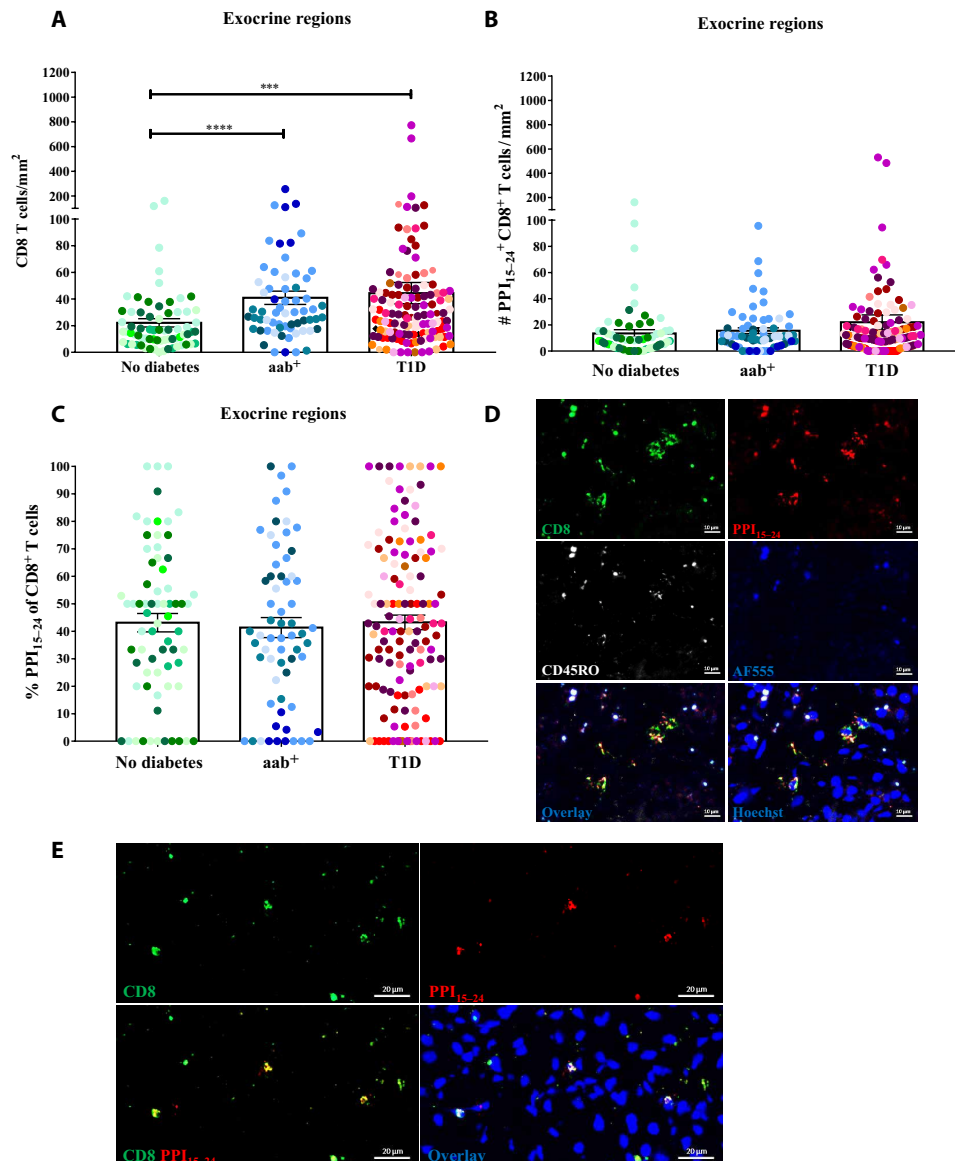 A
Exocrine regions
CD8 T cells/mm²
1200
1000
800
600
400
200
100
80
60
40
20
0
***
****
No diabetes
aab⁺
T1D
B
Exocrine regions
# PPI₁₅₋₂₄⁺ CD8⁺ T cells / mm²
1200
1000
800
600
400
200
100
80
60
40
20
0
No diabetes
aab⁺
T1D
C
Exocrine regions
% PPI₁₅₋₂₄ of CD8⁺ T cells
100
90
80
70
60
50
40
30
20
10
0
No diabetes
aab⁺
T1D
D
CD8
10 µm
PPI₁₅₋₂₄
10 µm
CD45RO
10 µm
AF555
10 µm
Overlay
10 µm
Hoechst
10 µm
E
CD8
20 µm
PPI₁₅₋₂₄
20 µm
CD8 PPI₁₅₋₂₄
20 µm
Overlay
20 µm